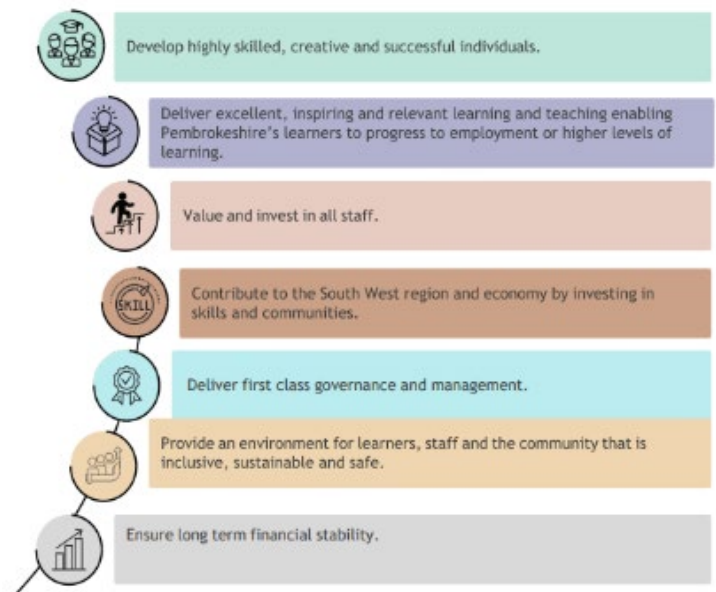 Develop highly skilled, creative and successful individuals.
Deliver excellent, inspiring and relevant learning and teaching enabling
Pembrokeshire's learners to progress to employment or higher levels of
learning.
Value and invest in all staff.
SKILL
Contribute to the South West region and economy by investing in
skills and communities.
Deliver first class governance and management.
Provide an environment for learners, staff and the community that is
inclusive, sustainable and safe.
Ensure long term financial stability.